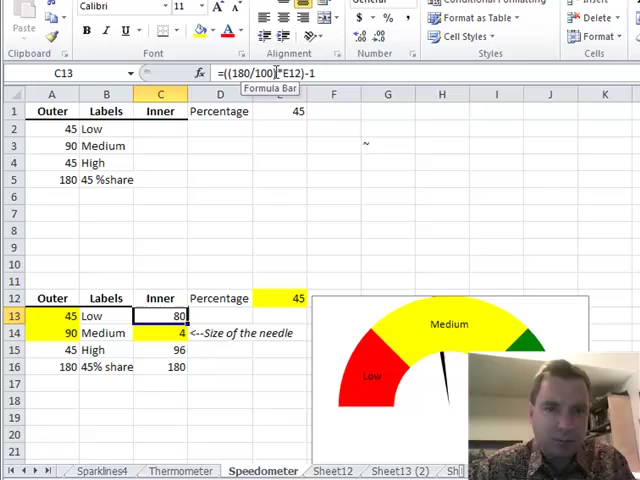 Calibri 11 General Format as Table Delete
Paste B I U $ % , Cell Styles Format
Clipboard Font Alignment Number Styles Cells
C13 fx =((180/100)*E12)-1
Formula Bar
A B C D E F G H I J K
1 Outer Labels Inner Percentage 45
2 45 Low
3 90 Medium ~
4 45 High
5 180 45 %share
6
7
8
9
10
11
12 Outer Labels Inner Percentage 45
13 45 Low 80
14 90 Medium 4 <--Size of the needle
15 45 High 96
16 180 45% share 180
17
18
19
20
21
Medium
Low
Sparklines4 Thermometer Speedometer Sheet12 Sheet13 (2)